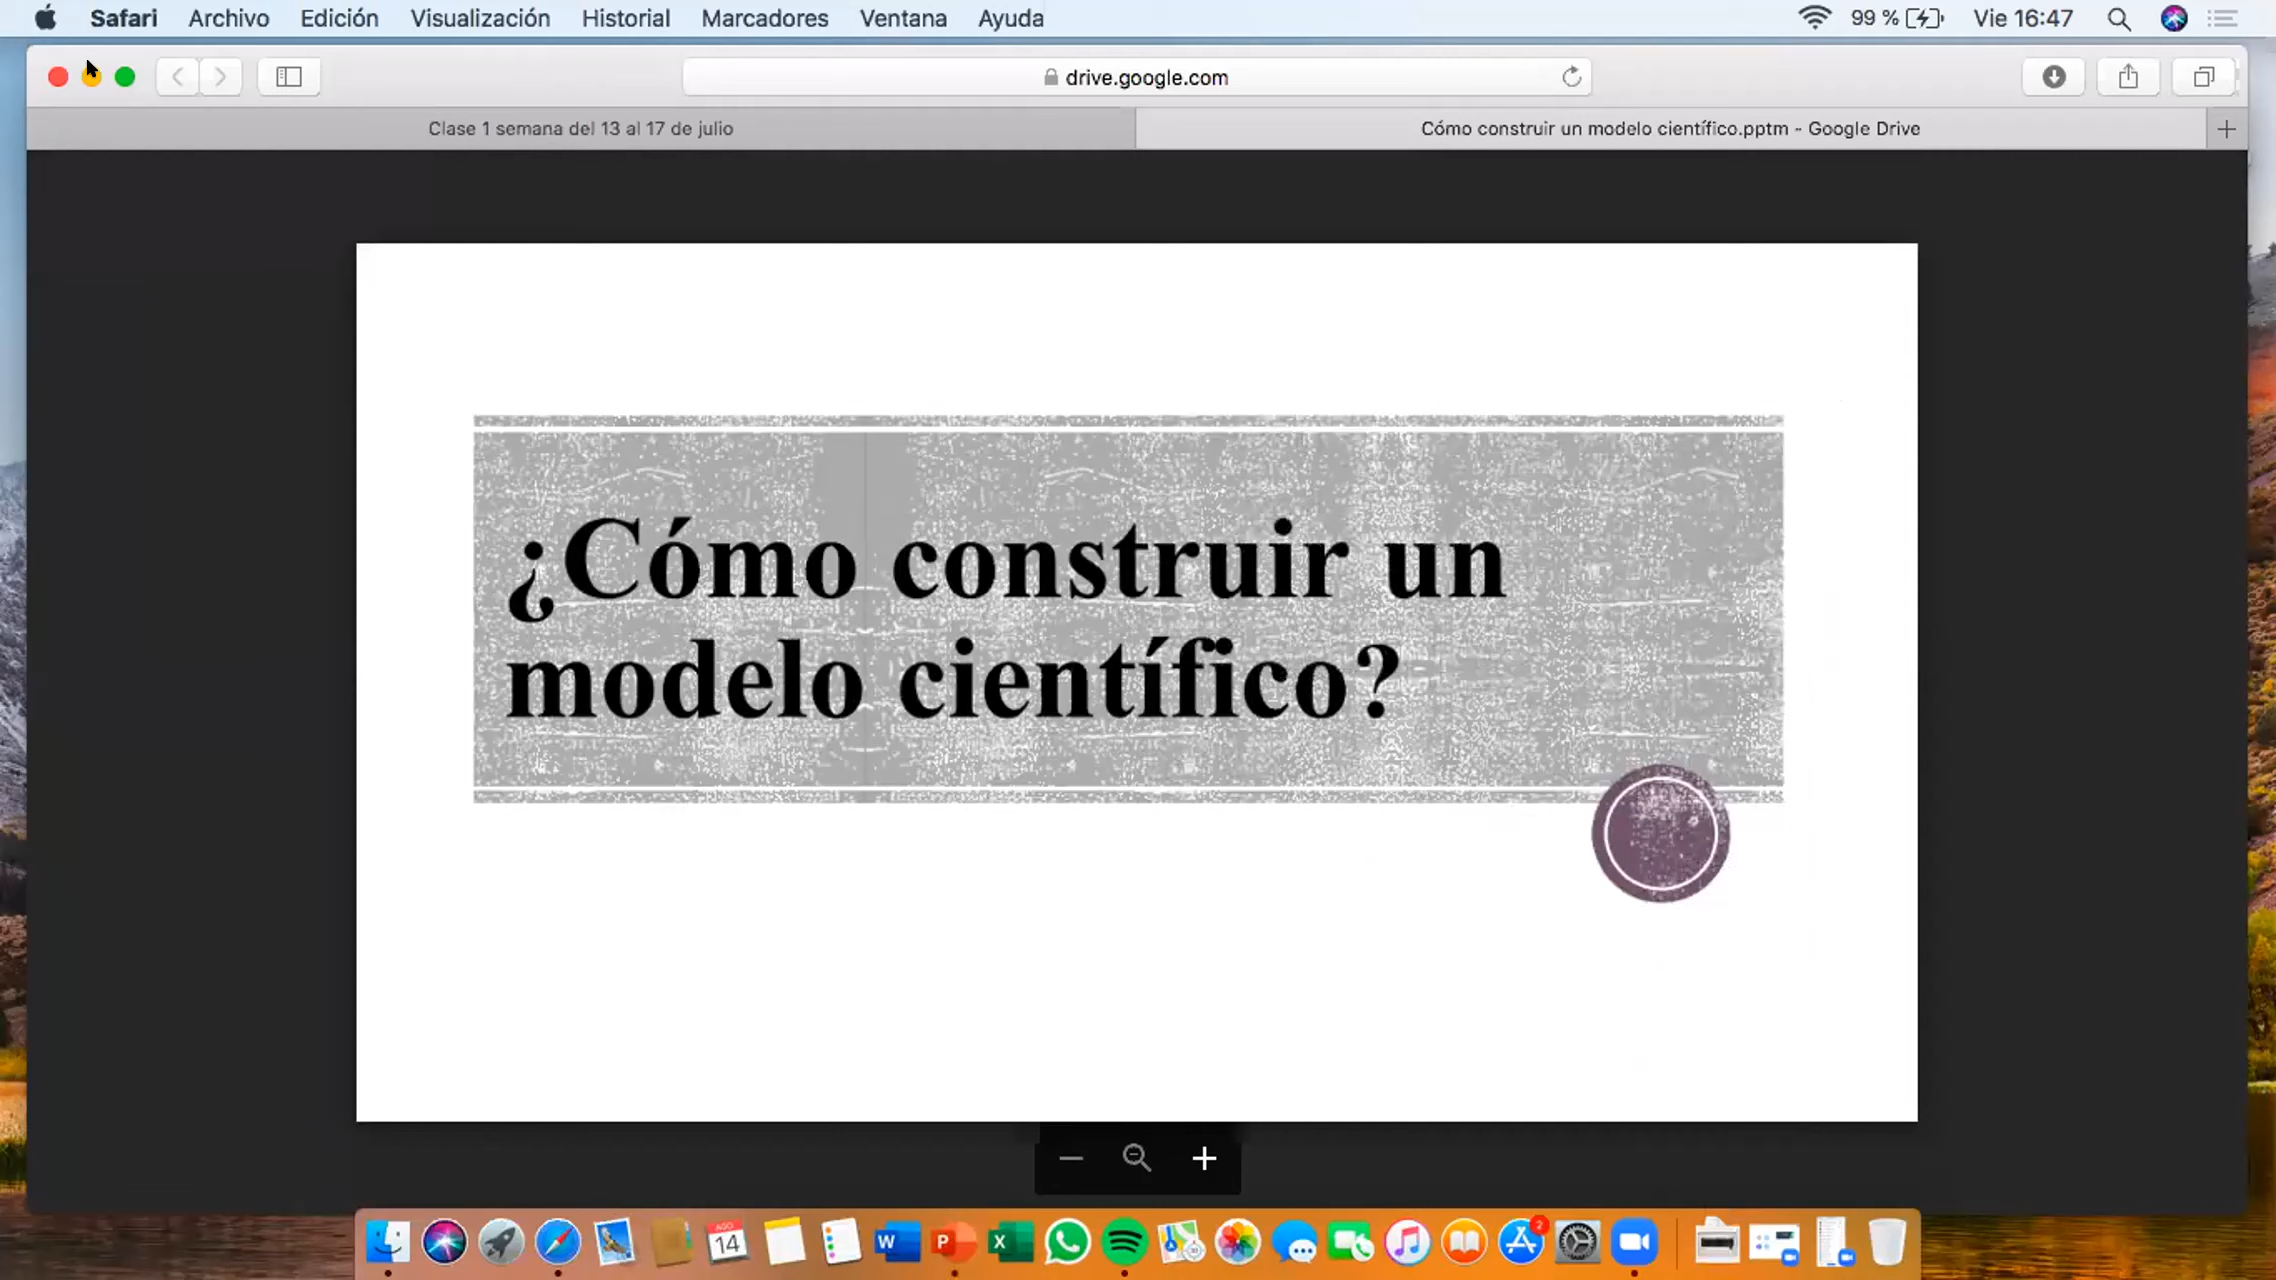 Safari Archivo Edición Visualización Historial Marcadores Ventana Ayuda 99 % Vie 16:47
drive.google.com
Clase 1 semana del 13 al 17 de julio
Cómo construir un modelo científico.pptm - Google Drive
¿Cómo construir un
modelo científico?
AGO
14
W
P
X
2